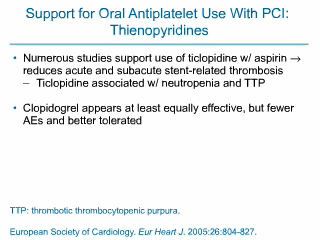 Support for Oral Antiplatelet Use With PCI:
Thienopyridines
• Numerous studies support use of ticlopidine w/ aspirin →
reduces acute and subacute stent-related thrombosis
– Ticlopidine associated w/ neutropenia and TTP
• Clopidogrel appears at least equally effective, but fewer
AEs and better tolerated
TTP: thrombotic thrombocytopenic purpura.
European Society of Cardiology. Eur Heart J. 2005:26:804-827.